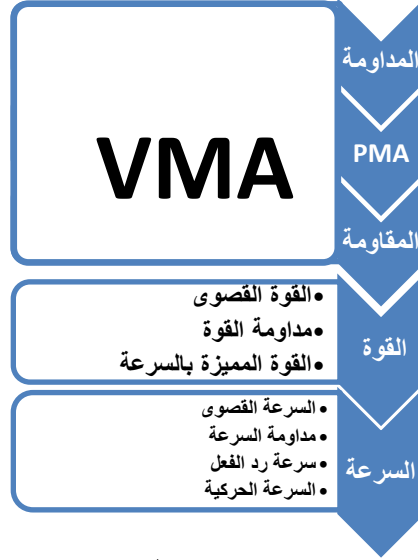 المداومة
PMA
المقاومة
VMA
القوة
•القوة القصوى
•مداومة القوة
•القوة المميزة بالسرعة
السرعة
•السرعة القصوى
•مداومة السرعة
•سرعة رد الفعل
•السرعة الحركية